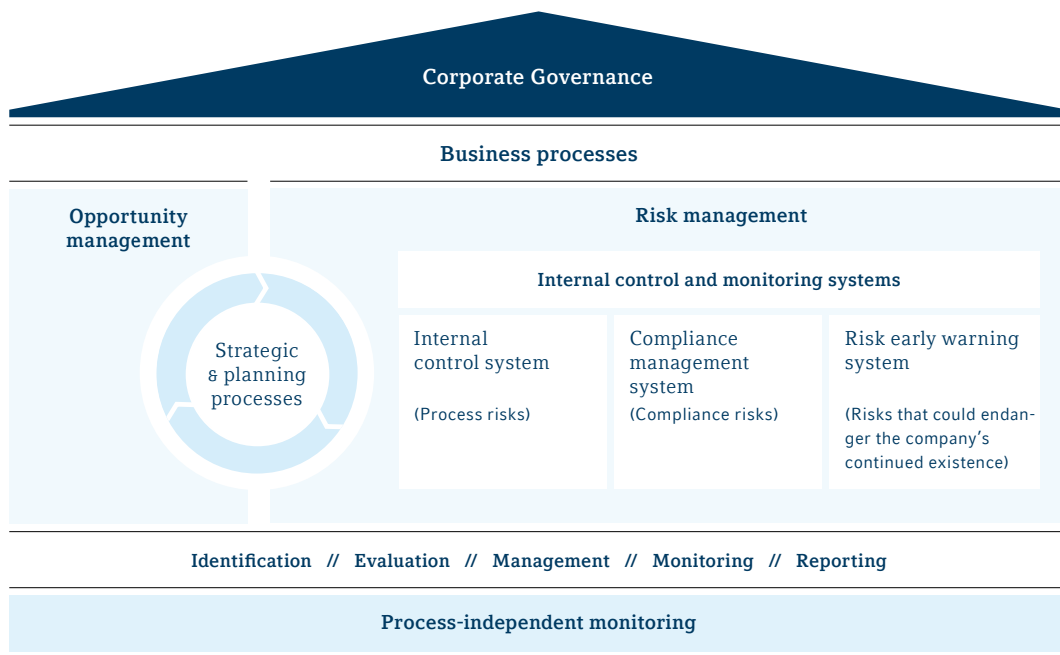 Corporate Governance
Business processes
Opportunity
management
Strategic
& planning
processes
Risk management
Internal control and monitoring systems
Internal
control system
(Process risks)
Compliance
management
system
(Compliance risks)
Risk early warning
system
(Risks that could endan-
ger the company’s
continued existence)
Identification // Evaluation // Management // Monitoring // Reporting
Process-independent monitoring